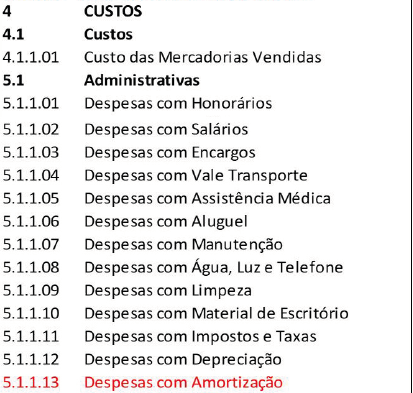 4 CUSTOS
4.1 Custos
4.1.1.01 Custo das Mercadorias Vendidas
5.1 Administrativas
5.1.1.01 Despesas com Honorários
5.1.1.02 Despesas com Salários
5.1.1.03 Despesas com Encargos
5.1.1.04 Despesas com Vale Transporte
5.1.1.05 Despesas com Assistência Médica
5.1.1.06 Despesas com Aluguel
5.1.1.07 Despesas com Manutenção
5.1.1.08 Despesas com Água, Luz e Telefone
5.1.1.09 Despesas com Limpeza
5.1.1.10 Despesas com Material de Escritório
5.1.1.11 Despesas com Impostos e Taxas
5.1.1.12 Despesas com Depreciação
5.1.1.13 Despesas com Amortização